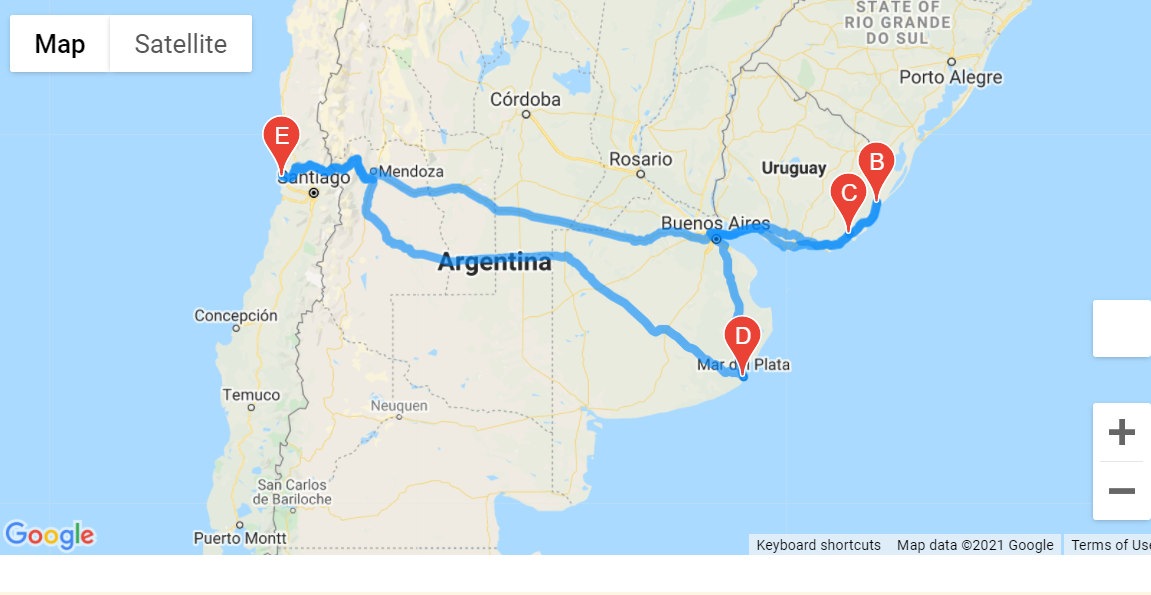 Map
Satellite
STATE OF
RIO GRANDE
DO SUL
Porto Alegre
Córdoba
E
Rosario
Uruguay
B
Mendoza
Santiago
C
Buenos Aires
Argentina
Concepción
D
Mar del Plata
Temuco
Neuquen
San Carlos
de Bariloche
Puerto Montt
Google
Keyboard shortcuts
Map data ©2021 Google
Terms of Use